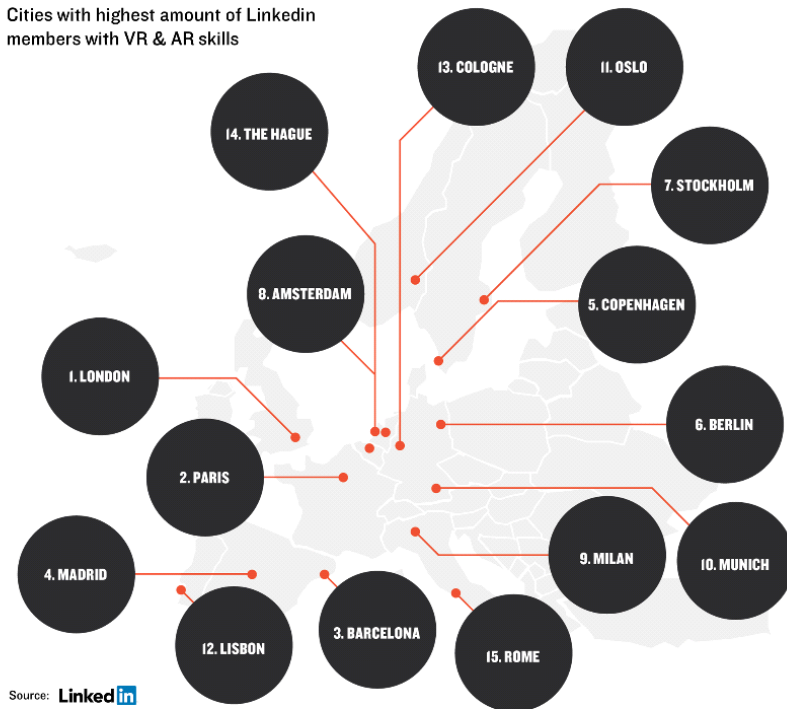 Cities with highest amount of Linkedin
members with VR & AR skills
13. COLOGNE
11. OSLO
14. THE HAGUE
7. STOCKHOLM
8. AMSTERDAM
5. COPENHAGEN
1. LONDON
6. BERLIN
2. PARIS
9. MILAN
10. MUNICH
4. MADRID
3. BARCELONA
12. LISBON
15. ROME
Source: Linked in